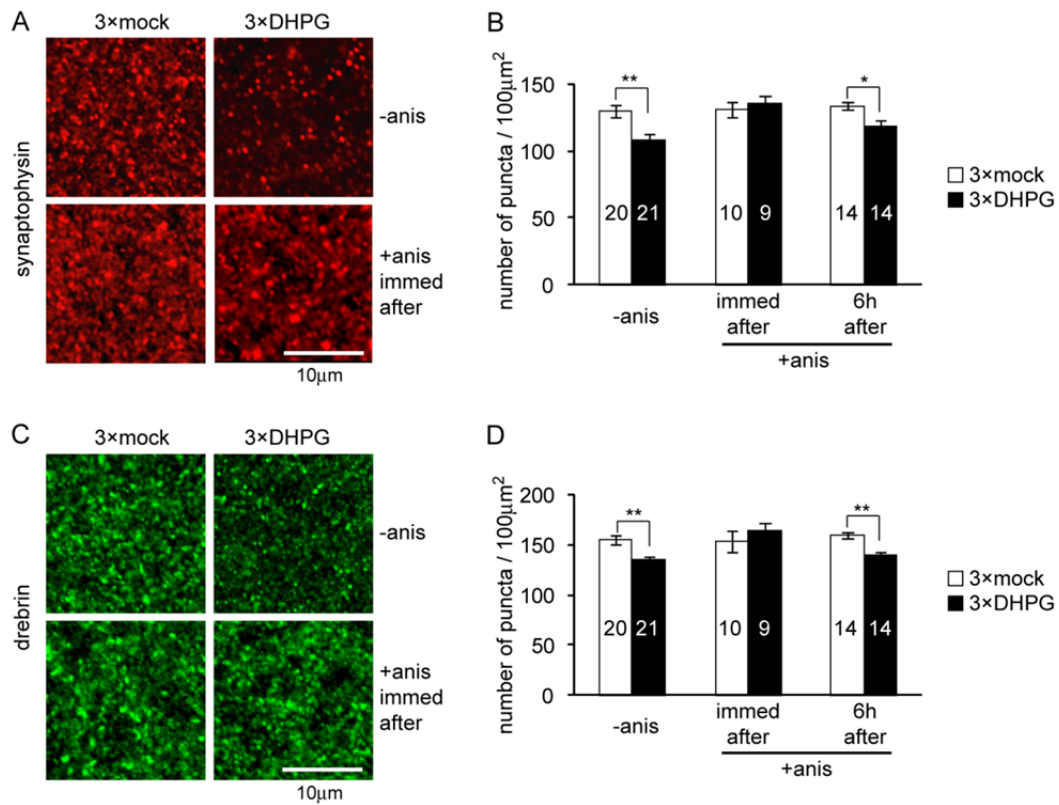 A
3×mock
3×DHPG
synaptophysin
-anis
+anis
immed
after
10μm
B
number of puncta / 100μm²
150
100
50
0
**
*
20
21
10
9
14
14
-anis
immed
after
6h
after
+anis
3×mock
3×DHPG
C
3×mock
3×DHPG
drebrin
-anis
+anis
immed
after
10μm
D
number of puncta / 100μm²
200
150
100
50
0
**
**
20
21
10
9
14
14
-anis
immed
after
6h
after
+anis
3×mock
3×DHPG